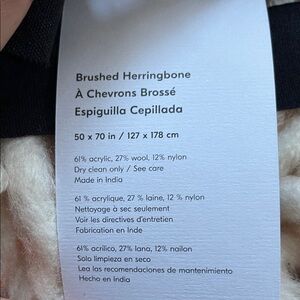 Brushed Herringbone
À Chevrons Brossé
Espiguilla Cepillada
50 x 70 in / 127 x 178 cm
61% acrylic, 27% wool, 12% nylon
Dry clean only / See care
Made in India
61 % acrylique, 27 % laine, 12 % nylon
Nettoyage à sec seulement
Voir les directives d'entretien
Fabrication en Inde
61% acrílico, 27% lana, 12% nailon
Solo limpieza en seco
Lea las recomendaciones de mantenimiento
Hecho en India